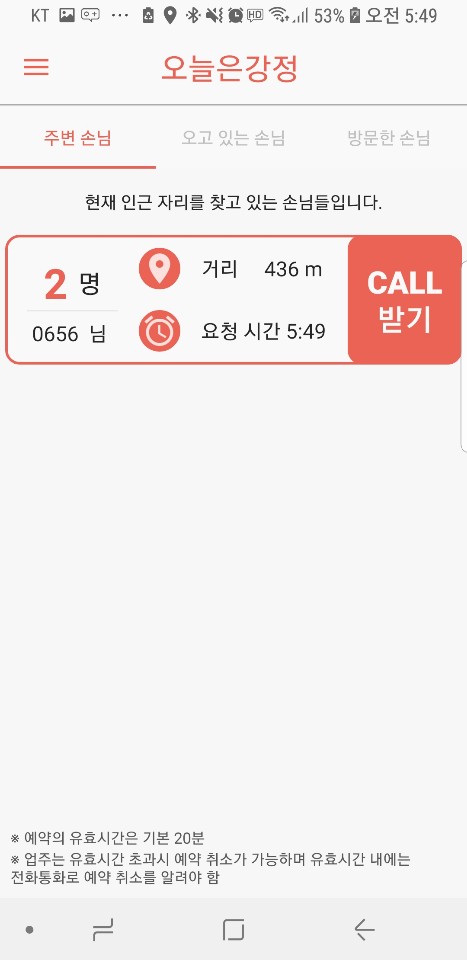 KT ··· HD 53% 오전 5:49
오늘은강정
주변 손님 오고 있는 손님 방문한 손님
현재 인근 자리를 찾고 있는 손님들입니다.
2 명
0656 님
거리 436 m
요청 시간 5:49
CALL
받기
※ 예약의 유효시간은 기본 20분
※ 업주는 유효시간 초과시 예약 취소가 가능하며 유효시간 내에는
전화통화로 예약 취소를 알려야 함